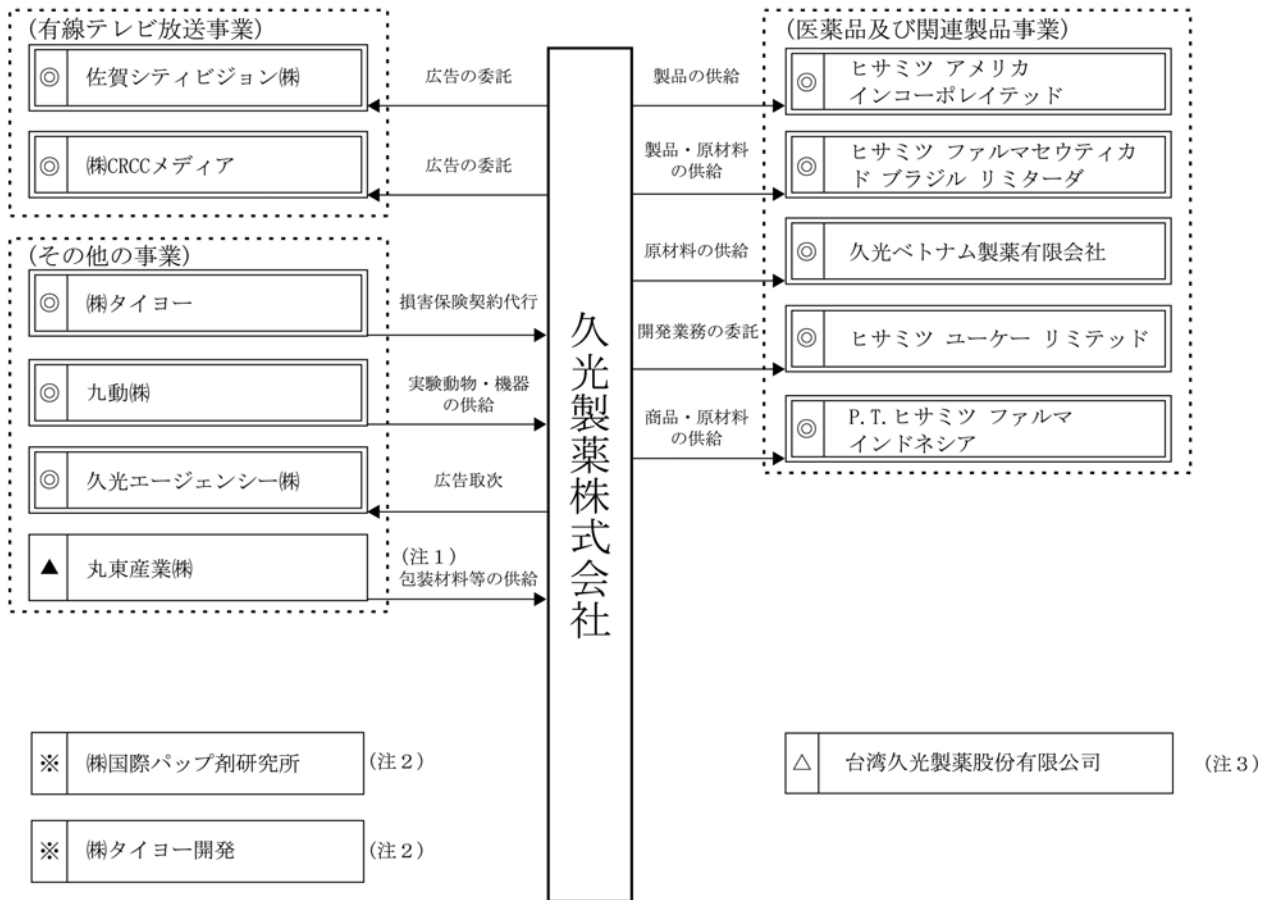 (有線テレビ放送事業)
◎ 佐賀シティビジョン㈱
広告の委託
◎ ㈱CRCCメディア
広告の委託
(その他の事業)
◎ ㈱タイヨー
損害保険契約代行
◎ 九動㈱
実験動物・機器
の供給
◎ 久光エージェンシー㈱
広告取次
▲ 丸東産業㈱
(注1)
包装材料等の供給
※ ㈱国際パップ剤研究所
(注2)
※ ㈱タイヨー開発
(注2)
久光製薬株式会社
(医薬品及び関連製品事業)
製品の供給
◎ ヒサミツ アメリカ
インコーポレイテッド
製品・原材料
の供給
◎ ヒサミツ ファルマセウティカ
ド ブラジル リミターダ
原材料の供給
◎ 久光ベトナム製薬有限会社
開発業務の委託
◎ ヒサミツ ユーケー リミテッド
商品・原材料
の供給
◎ P.T.ヒサミツ ファルマ
インドネシア
△ 台湾久光製薬股份有限公司
(注3)